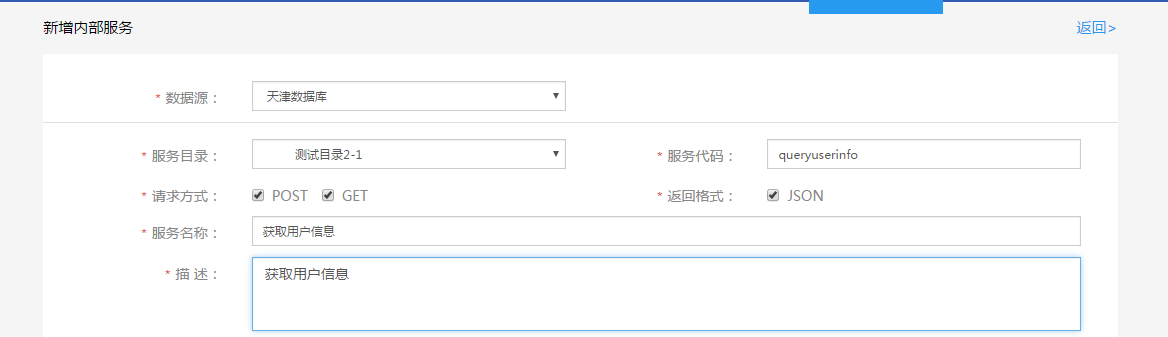 新增内部服务 返回>
* 数据源： 天津数据库
* 服务目录： 测试目录2-1 * 服务代码： queryuserinfo
* 请求方式： POST GET * 返回格式： JSON
* 服务名称： 获取用户信息
* 描 述： 获取用户信息